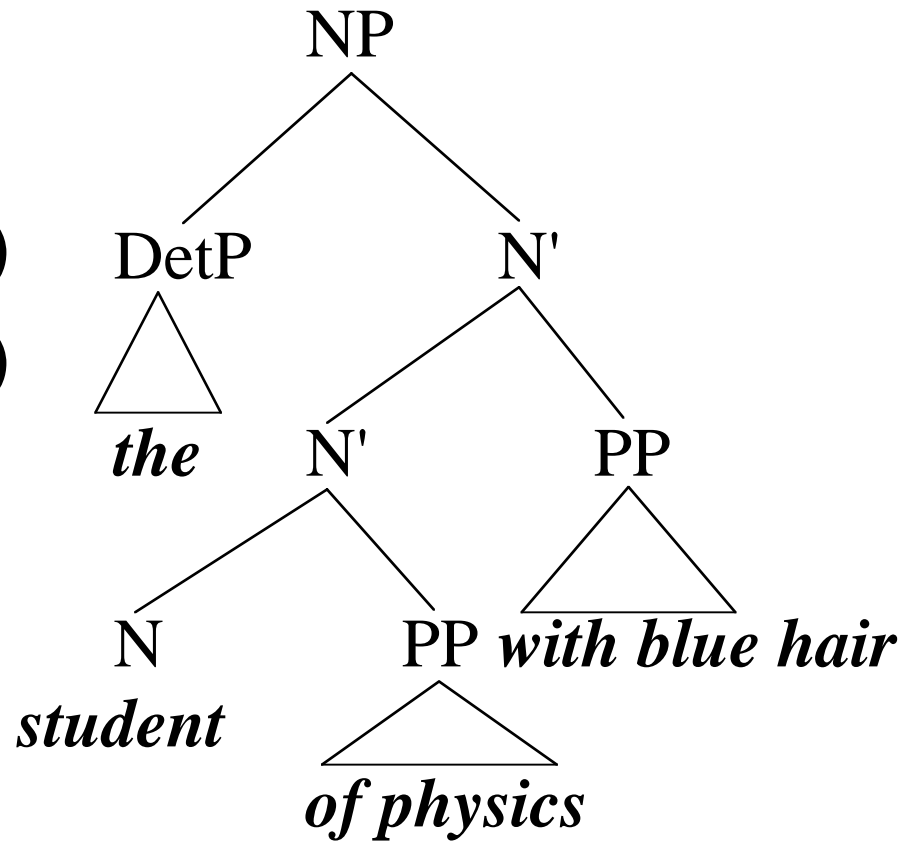 NP
) DetP N'
)
the N' PP
N PP with blue hair
student
of physics